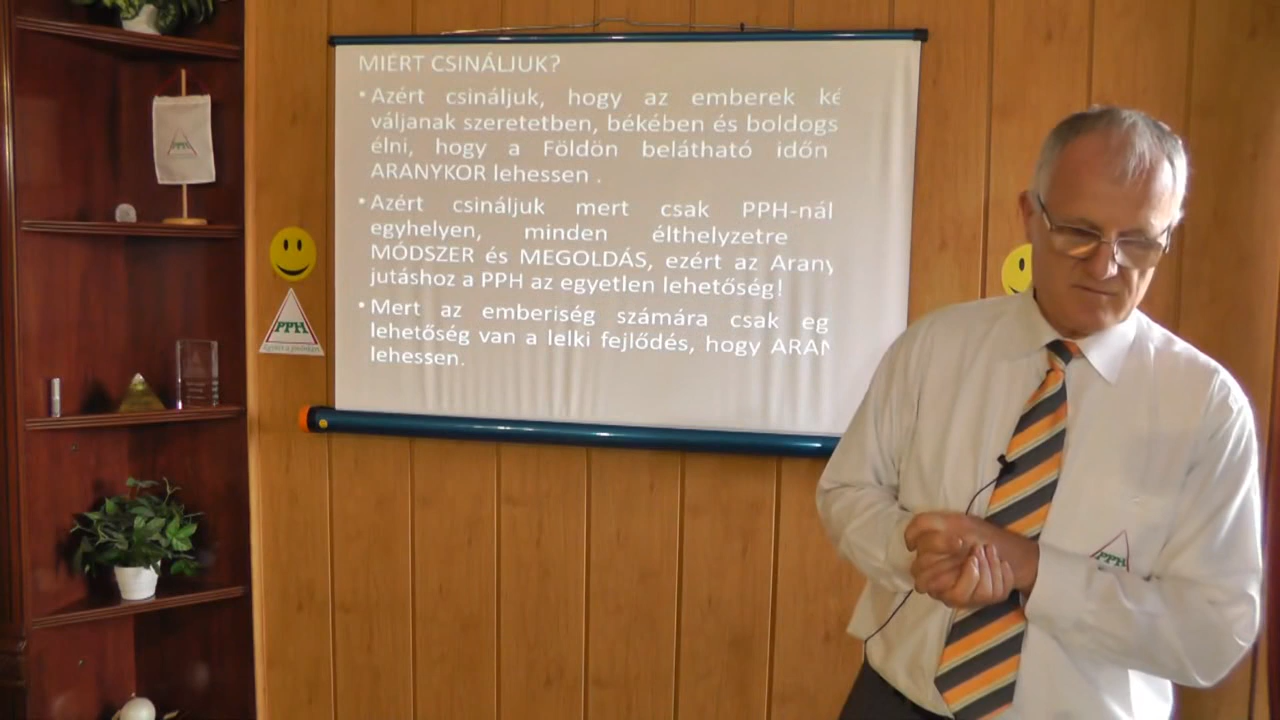 MIÉRT CSINÁLJUK?
• Azért csináljuk, hogy az emberek ké
váljanak szeretetben, békében és boldogs
élni, hogy a Földön belátható időn
ARANYKOR lehessen .
• Azért csináljuk mert csak PPH-nál
egyhelyen, minden élthelyzetre
MÓDSZER és MEGOLDÁS, ezért az Arany
jutáshoz a PPH az egyetlen lehetőség!
• Mert az emberiség számára csak eg
lehetőség van a lelki fejlődés, hogy ARAN
lehessen.
PPH
PPH